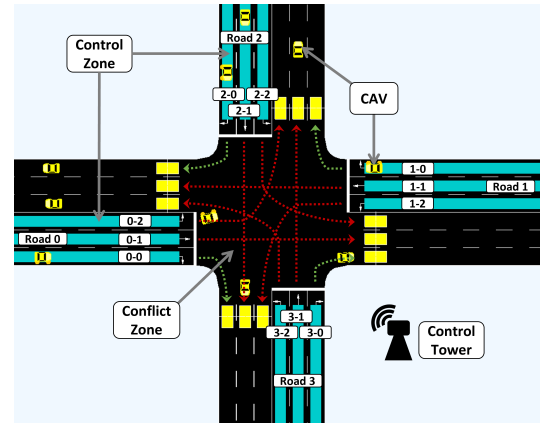 Control
Zone
Road 2
2-0
2-2
2-1
CAV
1-0
1-1
Road 1
1-2
0-2
Road 0
0-1
0-0
Conflict
Zone
3-1
3-2
3-0
Road 3
Control
Tower